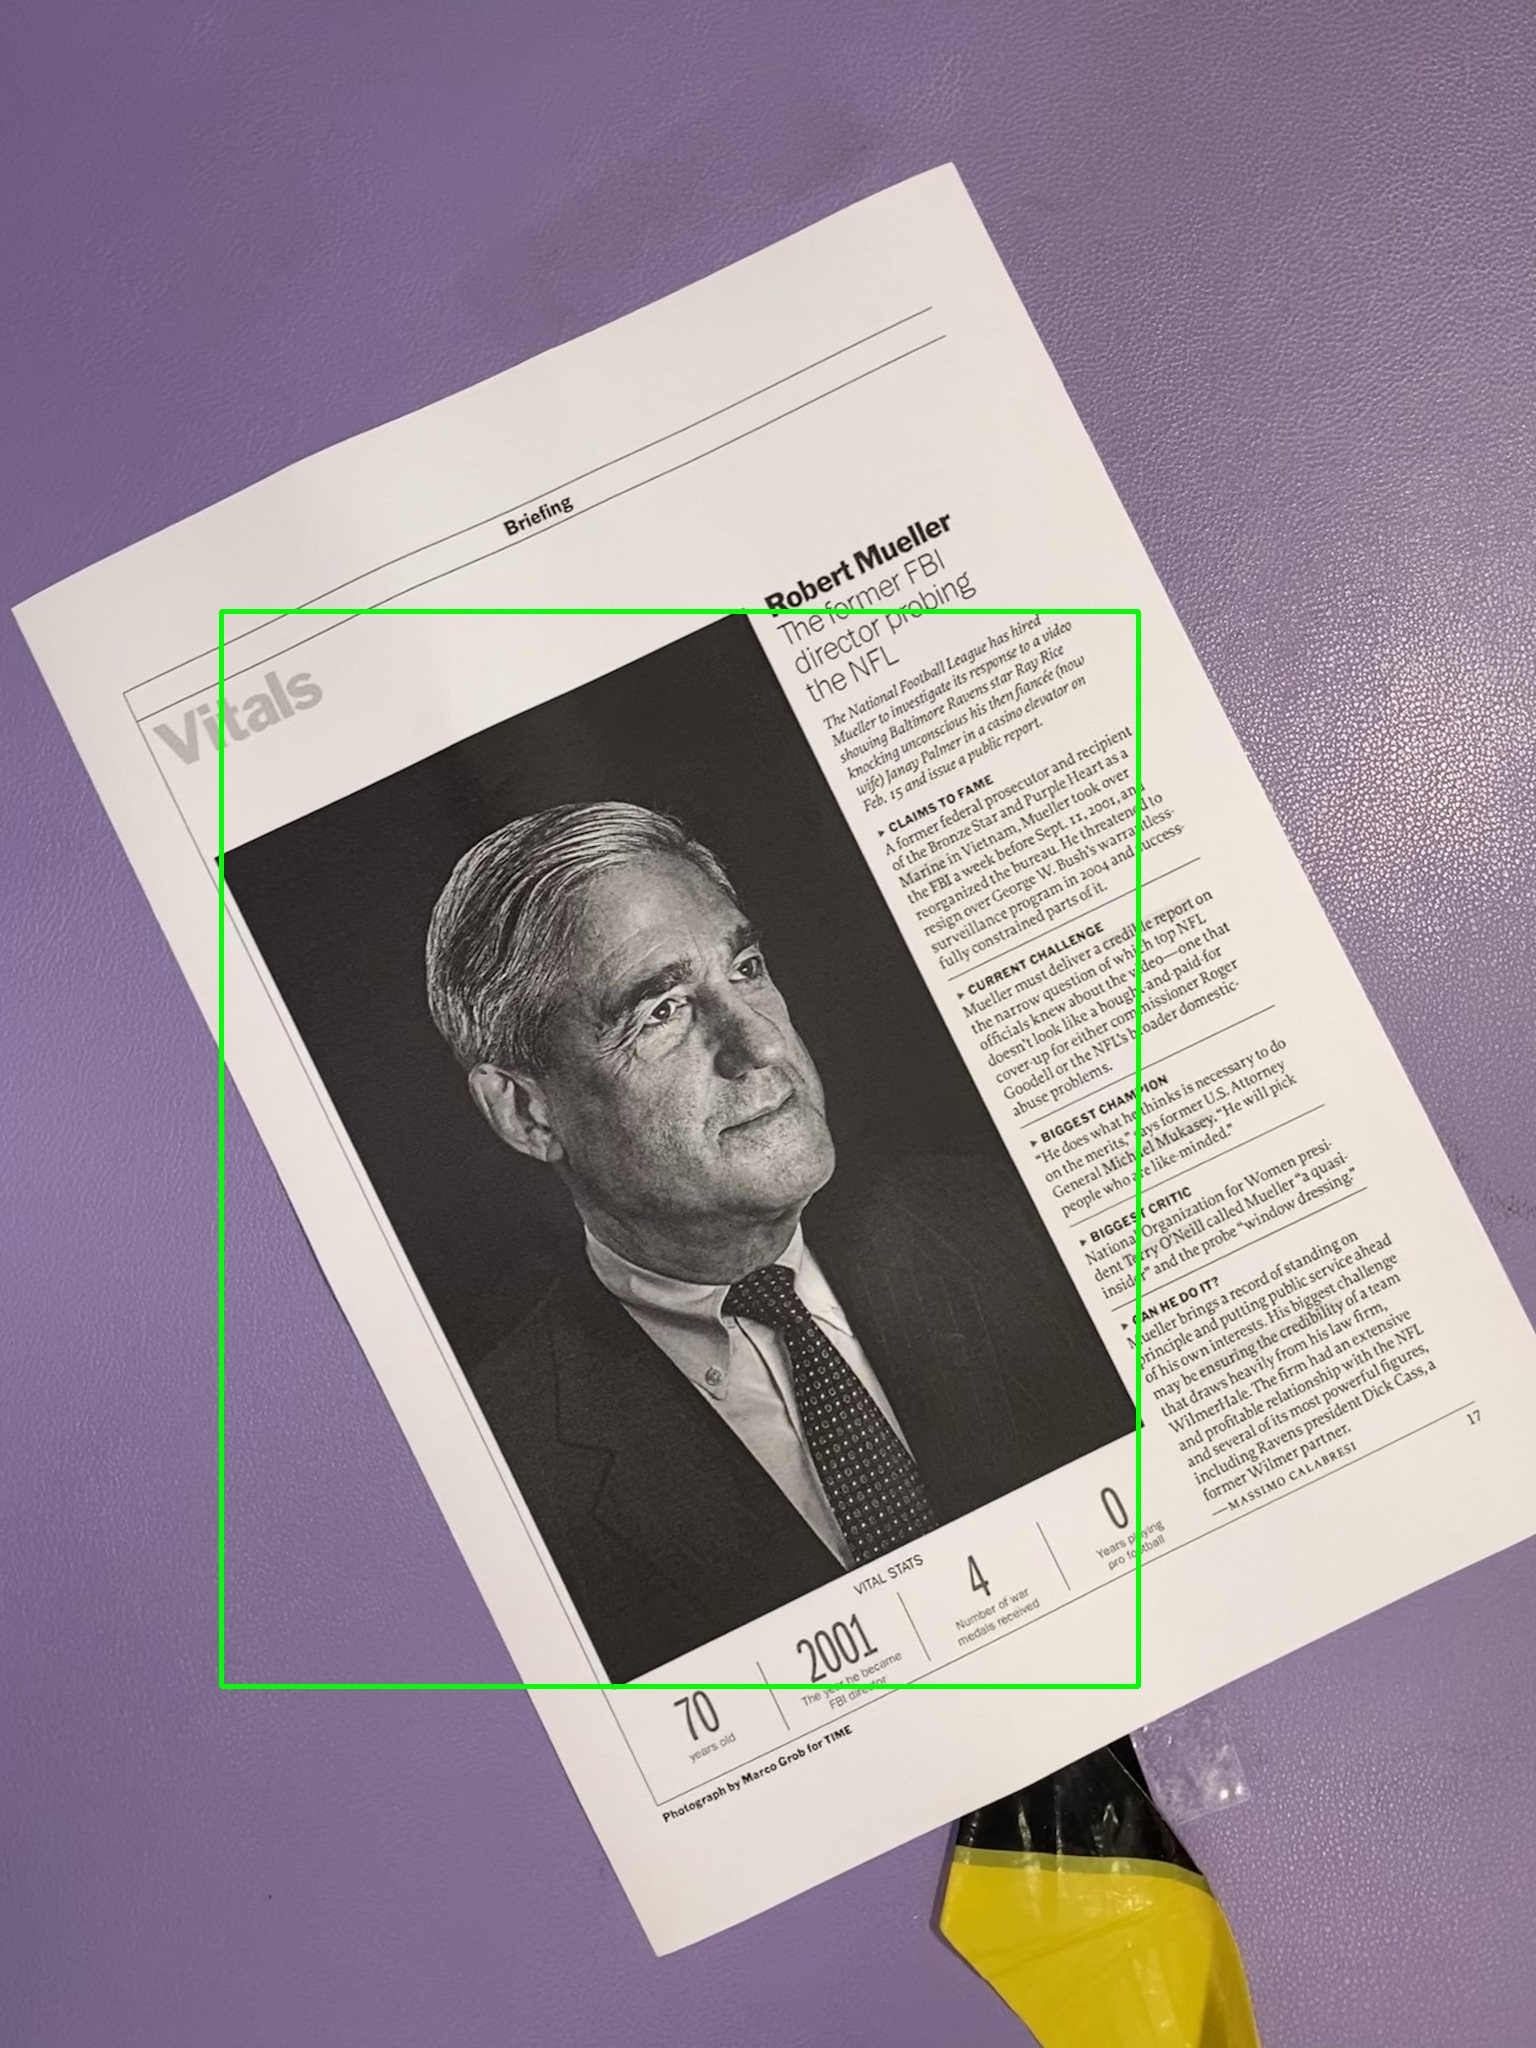 Briefing
Vitals
Robert Mueller
The former FBI
director probing
the NFL
The National Football League has hired
Mueller to investigate its response to a video
showing Baltimore Ravens star Ray Rice
knocking unconscious his then fiancée (now
wife) Janay Palmer in a casino elevator on
Feb. 15 and issue a public report.
▸ CLAIMS TO FAME
A former federal prosecutor and recipient
of the Bronze Star and Purple Heart as a
Marine in Vietnam, Mueller took over
the FBI a week before Sept. 11, 2001, and
reorganized the bureau. He threatened to
resign over George W. Bush's warrantless-
surveillance program in 2004 and success-
fully constrained parts of it.
▸ CURRENT CHALLENGE
Mueller must deliver a credible report on
the narrow question of which top NFL
officials knew about the video—one that
doesn't look like a bought-and-paid-for
cover-up for either commissioner Roger
Goodell or the NFL's broader domestic-
abuse problems.
▸ BIGGEST CHAMPION
"He does what he thinks is necessary to do
on the merits," says former U.S. Attorney
General Michael Mukasey. "He will pick
people who are like-minded."
▸ BIGGEST CRITIC
National Organization for Women presi-
dent Terry O'Neill called Mueller "a quasi-
insider" and the probe "window dressing."
▸ CAN HE DO IT?
Mueller brings a record of standing on
principle and putting public service ahead
of his own interests. His biggest challenge
may be ensuring the credibility of a team
that draws heavily from his law firm,
WilmerHale. The firm had an extensive
and profitable relationship with the NFL
and several of its most powerful figures,
including Ravens president Dick Cass, a
former Wilmer partner.
—MASSIMO CALABRESI
VITAL STATS
70
years old
2001
The year he became
FBI director
4
Number of war
medals received
0
Years playing
pro football
Photograph by Marco Grob for TIME
17